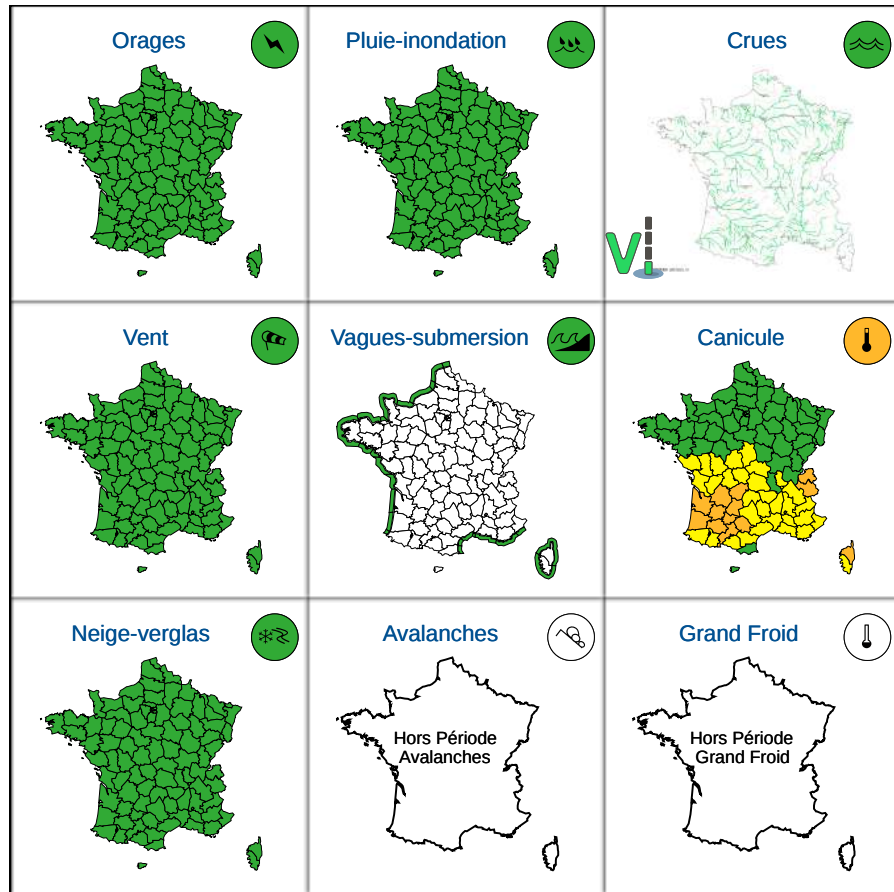 Orages
Pluie-inondation
Crues
Vent
Vagues-submersion
Canicule
Neige-verglas
Avalanches
Grand Froid
Hors Période
Avalanches
Hors Période
Grand Froid